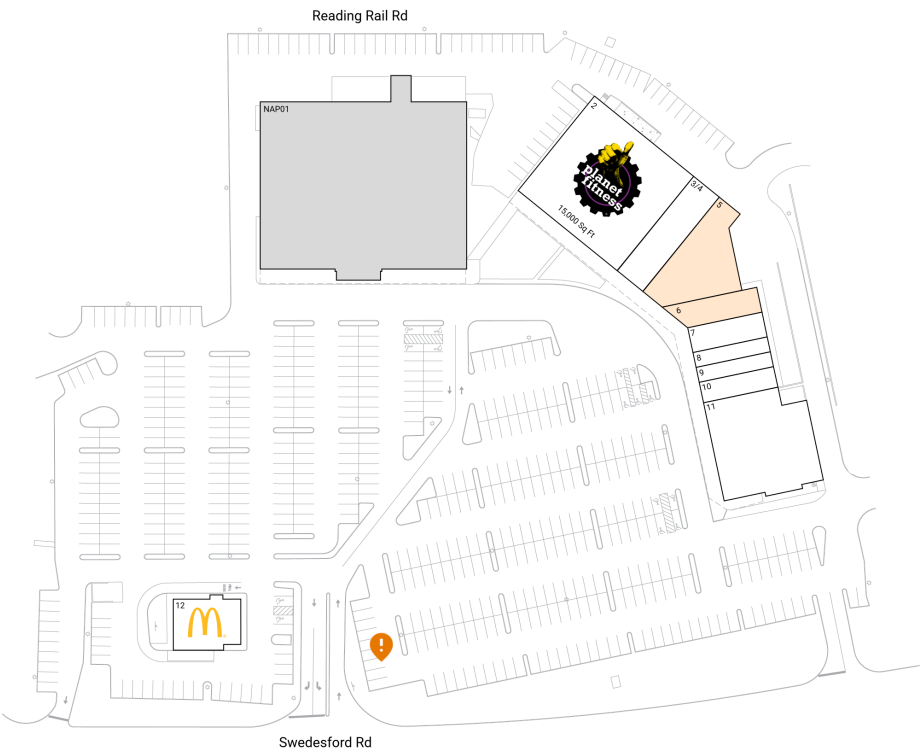 Reading Rail Rd
NAP01
2
planet
fitness
15,000 Sq Ft
3/4
5
6
7
8
9
10
11
12
Swedesford Rd